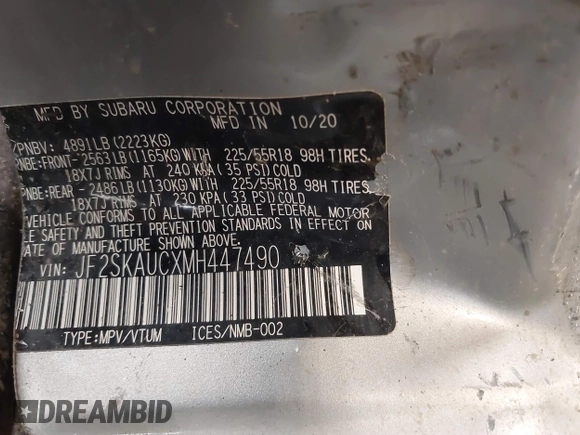 MFD BY SUBARU CORPORATION
MFD IN 10/20
/PNBV: 4891LB(2223KG)
PNBE:FRONT-2563LB(1165KG)WITH 225/55R18 98H TIRES,
18X7J RIMS AT 240 KPA(35 PSI)COLD
PNBE:REAR -2486LB(1130KG)WITH 225/55R18 98H TIRES,
18X7J RIMS AT 230 KPA(33 PSI)COLD
VEHICLE CONFORMS TO ALL APPLICABLE FEDERAL MOTOR
SAFETY, BUMPER AND THEFT PREVENTION STANDARDS IN EFFECT ON
DATE OF MANUFACTURE SHOWN ABOVE.
VIN: JF2SKAUCXMH447490
TYPE:MPV/VTUM ICES/NMB-002
DREAMBID